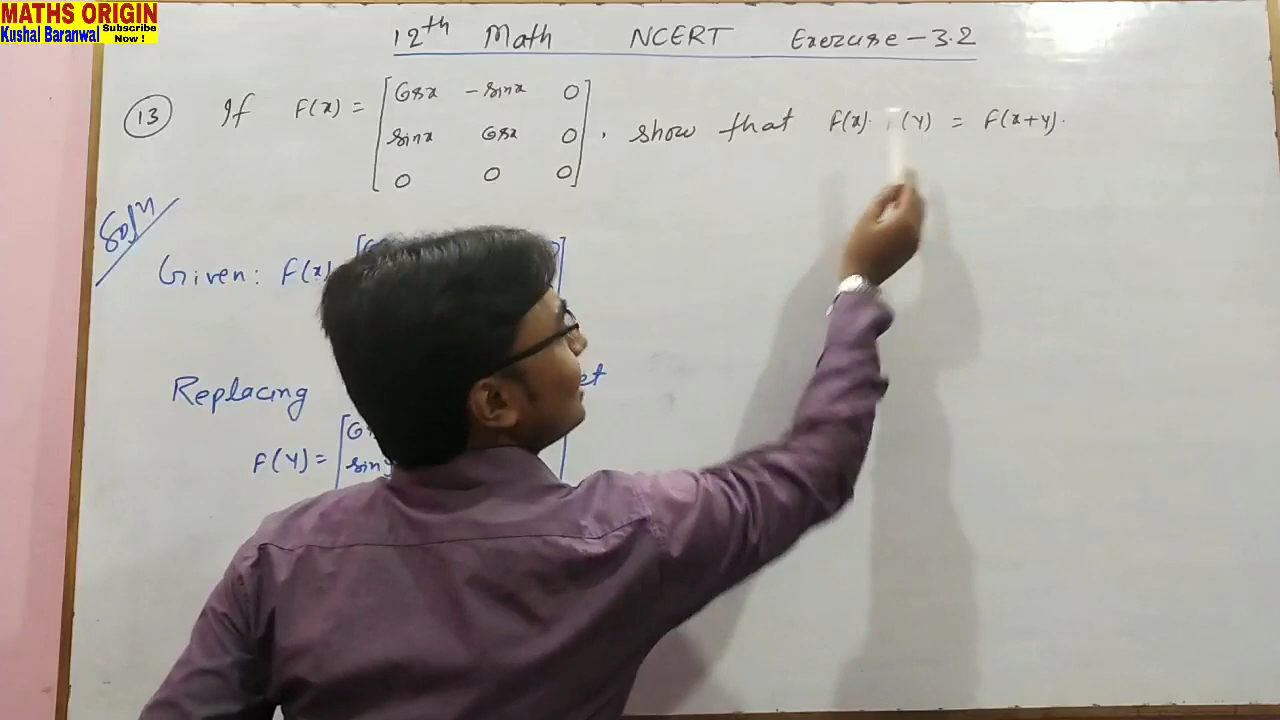 MATHS ORIGIN
Kushal Baranwal Subscribe Now !
12th Math NCERT Exercise-3.2
13 If F(x) = [Cosx -sinx 0
sinx Cosx 0
0 0 0], show that F(x). (y) = F(x+y).
Soln
Given: F(x)
Replacing et
F(y) = [Co
sin y